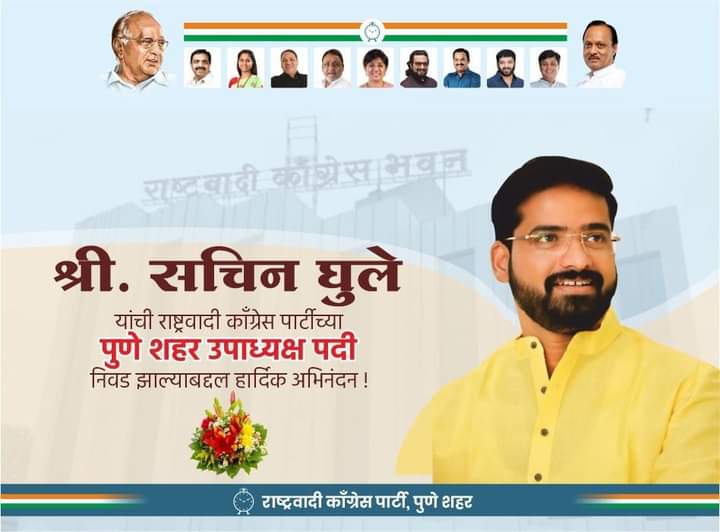 राष्ट्रवादी काँग्रेस भवन
श्री. सचिन घुले
यांची राष्ट्रवादी काँग्रेस पार्टीच्या
पुणे शहर उपाध्यक्ष पदी
निवड झाल्याबद्दल हार्दिक अभिनंदन !
राष्ट्रवादी काँग्रेस पार्टी, पुणे शहर